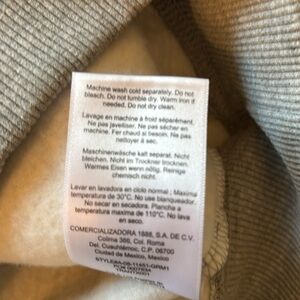 Machine wash cold separately. Do not
bleach. Do not tumble dry. Warm iron if
needed. Do not dry clean.
Lavage en machine à froid séparément.
Ne pas javelliser. Ne pas sécher en
machine. Fer chaud si besoin. Ne pas
nettoyer à sec.
Maschinenwäsche kalt separat. Nicht
bleichen. Nicht im Trockner trocknen.
Warmes Eisen wenn nötig. Reinige
chemisch nicht.
Lavar en lavadora en ciclo normal; Maxima
temperatura de 30°C. No use blanqueador.
No secar en secadora. Plancha a
temperatura maxima de 110°C. No lava
en seco.
COMERCIALIZADORA 1888, S.A. DE C.V.
Colima 366, Col. Roma
Del. Cuauhtémoc, C.P. 06700
Ciudad de Mexico, Mexico